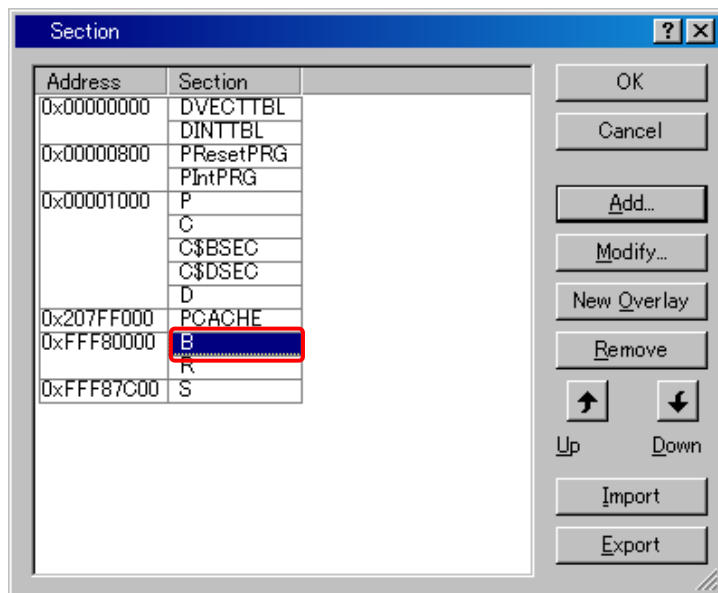 Section
Address Section
0x00000000 DVECTTBL
DINTTBL
0x00000800 PResetPRG
PIntPRG
0x00001000 P
C
C$BSEC
C$DSEC
D
0x207FF000 PCACHE
0xFFF80000 B
R
0xFFF87C00 S
OK
Cancel
Add...
Modify...
New Overlay
Remove
Up Down
Import
Export